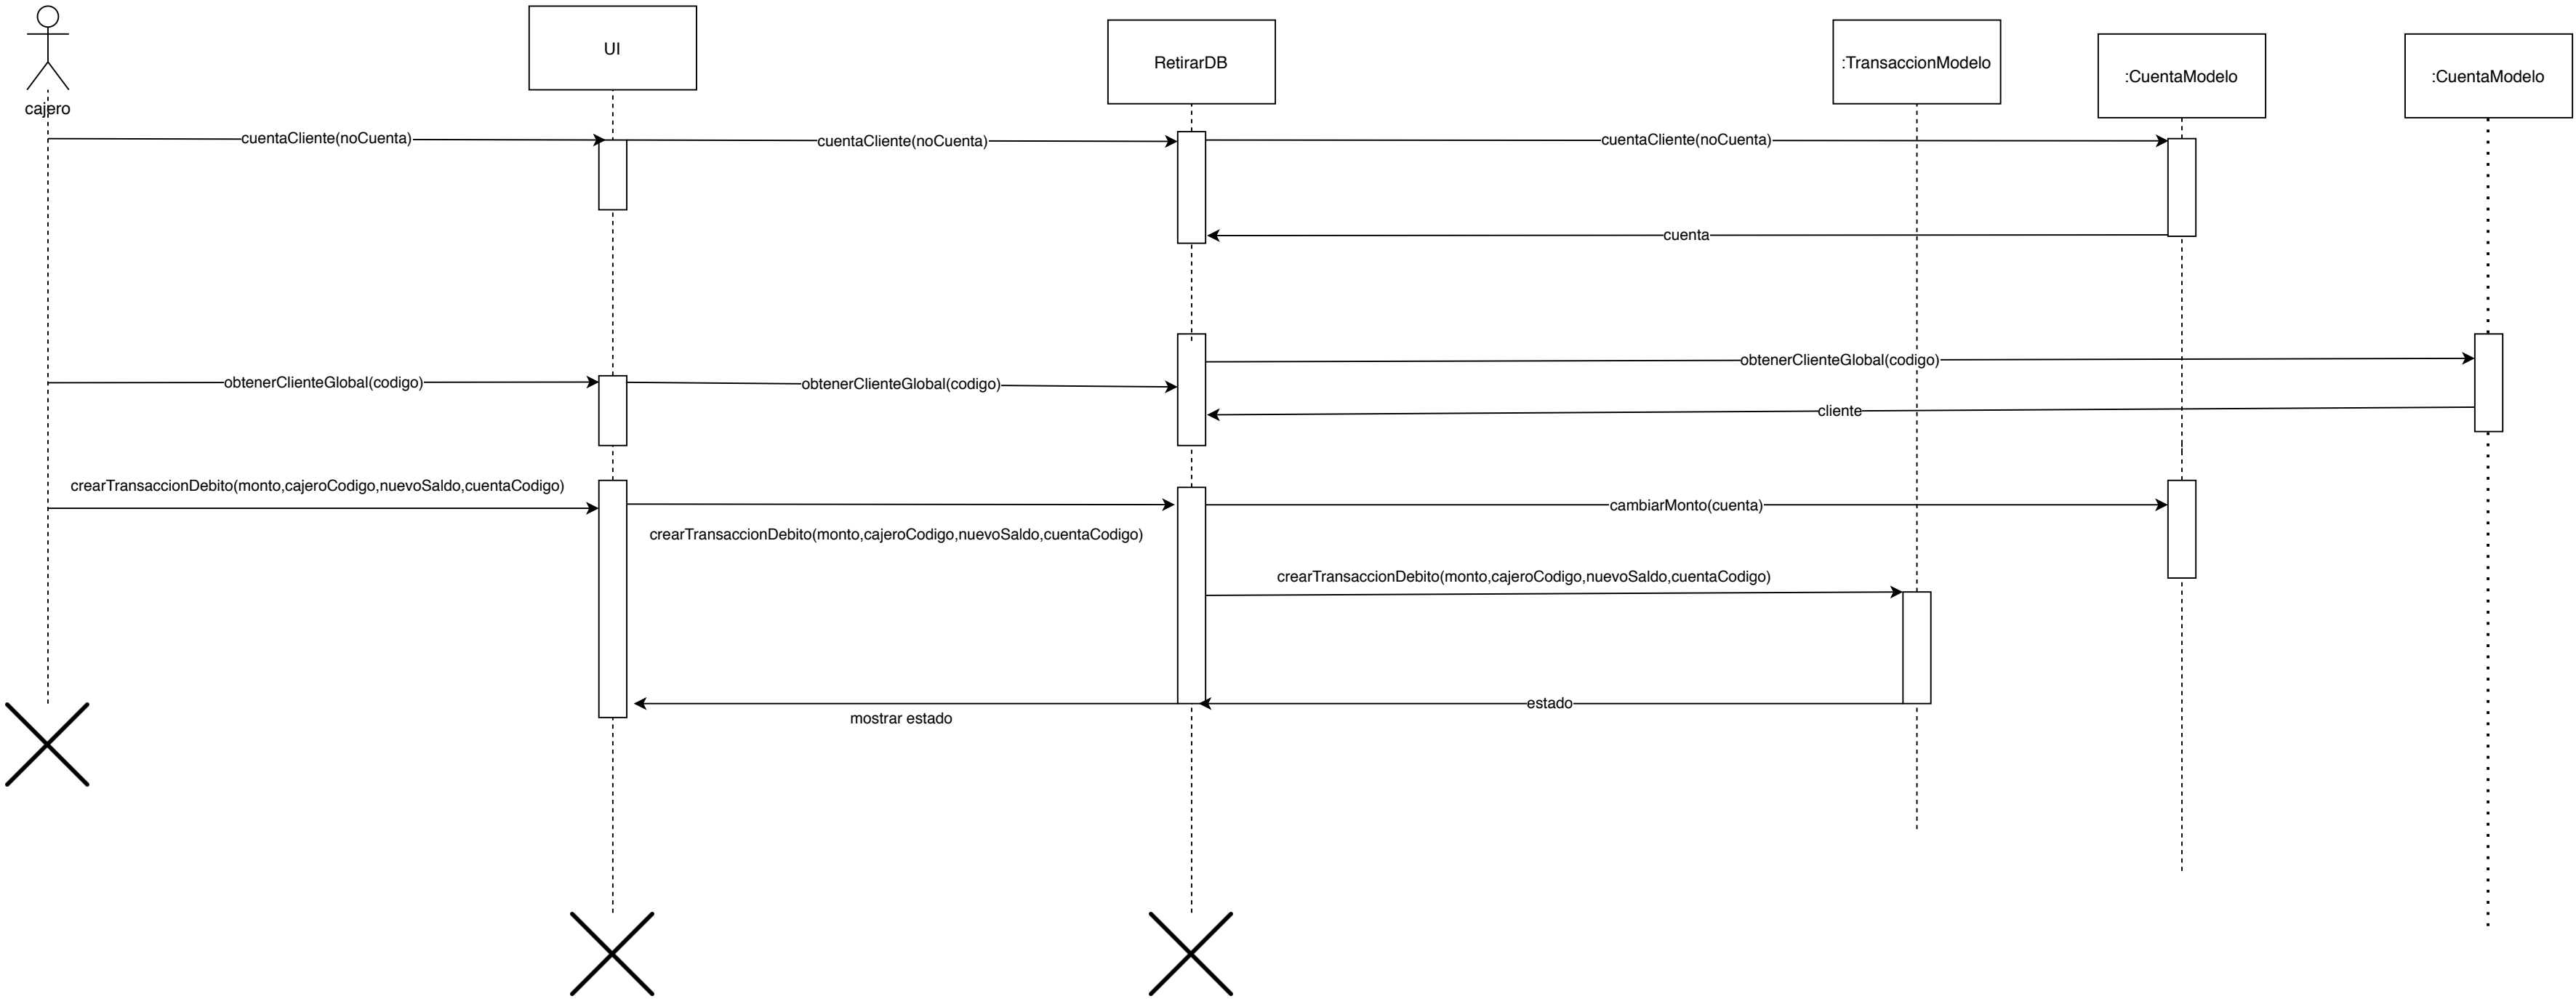 cajero
UI
RetirarDB
:TransaccionModelo
:CuentaModelo
:CuentaModelo
cuentaCliente(noCuenta)
cuentaCliente(noCuenta)
cuentaCliente(noCuenta)
cuenta
obtenerClienteGlobal(codigo)
obtenerClienteGlobal(codigo)
obtenerClienteGlobal(codigo)
cliente
crearTransaccionDebito(monto,cajeroCodigo,nuevoSaldo,cuentaCodigo)
crearTransaccionDebito(monto,cajeroCodigo,nuevoSaldo,cuentaCodigo)
cambiarMonto(cuenta)
crearTransaccionDebito(monto,cajeroCodigo,nuevoSaldo,cuentaCodigo)
estado
mostrar estado